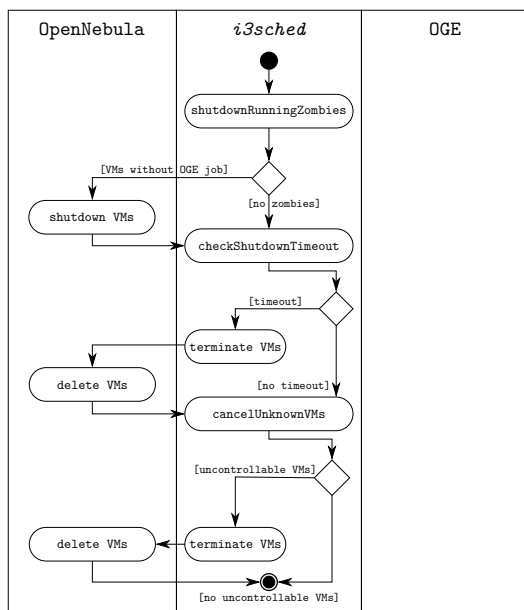 OpenNebula
i3sched
OGE
shutdownRunningZombies
[VMs without OGE job]
[no zombies]
shutdown VMs
checkShutdownTimeout
[timeout]
terminate VMs
delete VMs
[no timeout]
cancelUnknownVMs
[uncontrollable VMs]
delete VMs
terminate VMs
[no uncontrollable VMs]